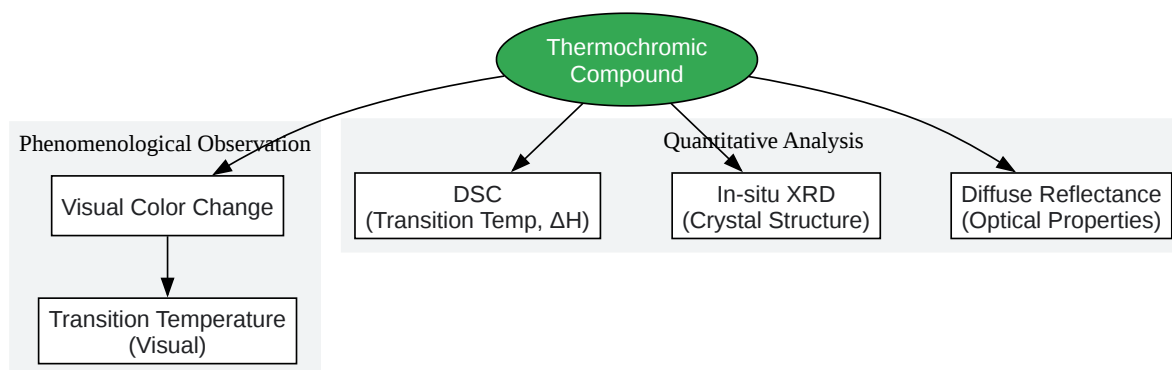 Thermochromic
Compound
Phenomenological Observation
Quantitative Analysis
Visual Color Change
DSC
(Transition Temp, ΔH)
In-situ XRD
(Crystal Structure)
Diffuse Reflectance
(Optical Properties)
Transition Temperature
(Visual)